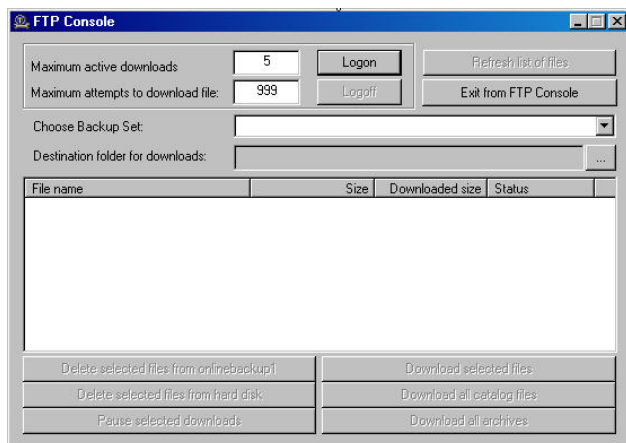 FTP Console
Maximum active downloads 5 Logon Refresh list of files
Maximum attempts to download file: 999 Logoff Exit from FTP Console
Choose Backup Set:
Destination folder for downloads: ...
File name Size Downloaded size Status
Delete selected files from onlinebackup1 Download selected files
Delete selected files from hard disk Download all catalog files
Pause selected downloads Download all archives